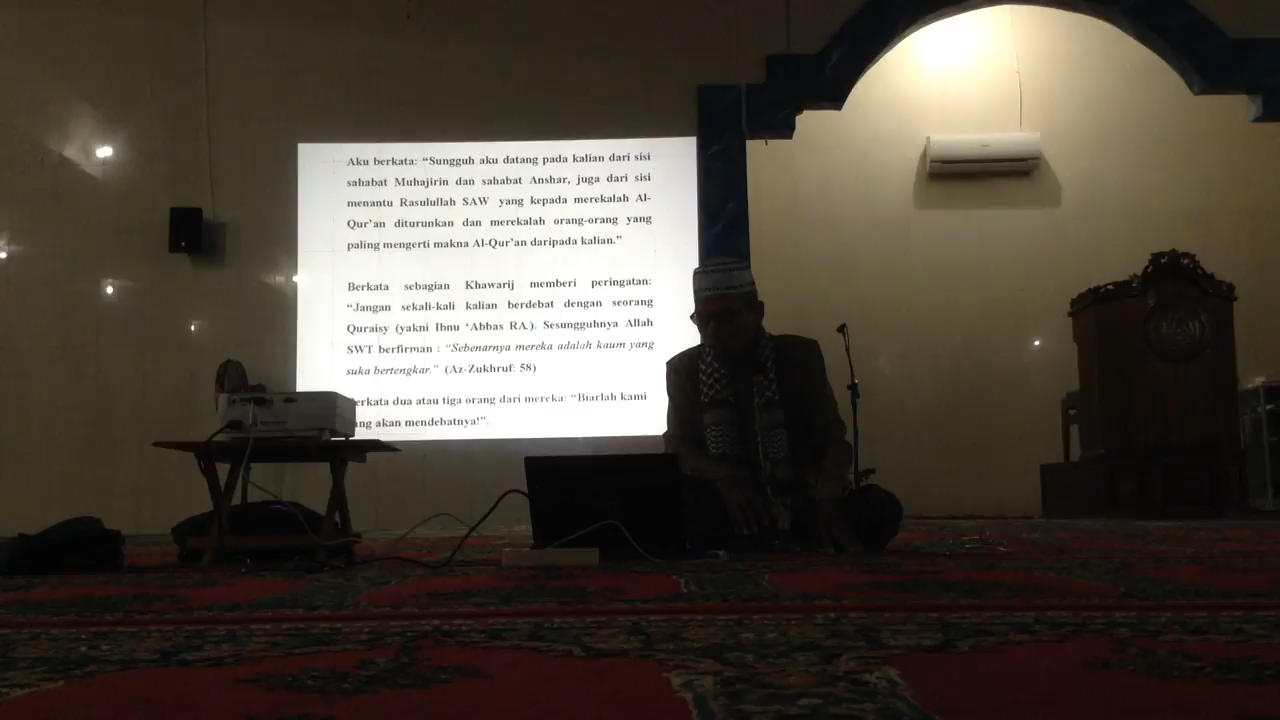 Aku berkata: “Sungguh aku datang pada kalian dari sisi
sahabat Muhajirin dan sahabat Anshar, juga dari sisi
menantu Rasulullah SAW yang kepada merekalah Al-
Qur’an diturunkan dan merekalah orang-orang yang
paling mengerti makna Al-Qur’an daripada kalian.”
Berkata sebagian Khawarij memberi peringatan:
“Jangan sekali-kali kalian berdebat dengan seorang
Quraisy (yakni Ibnu ‘Abbas RA). Sesungguhnya Allah
SWT berfirman : “Sebenarnya mereka adalah kaum yang
suka bertengkar.” (Az-Zukhruf: 58)
erkata dua atau tiga orang dari mereka: “Biarlah kami
ang akan mendebatnya!”.